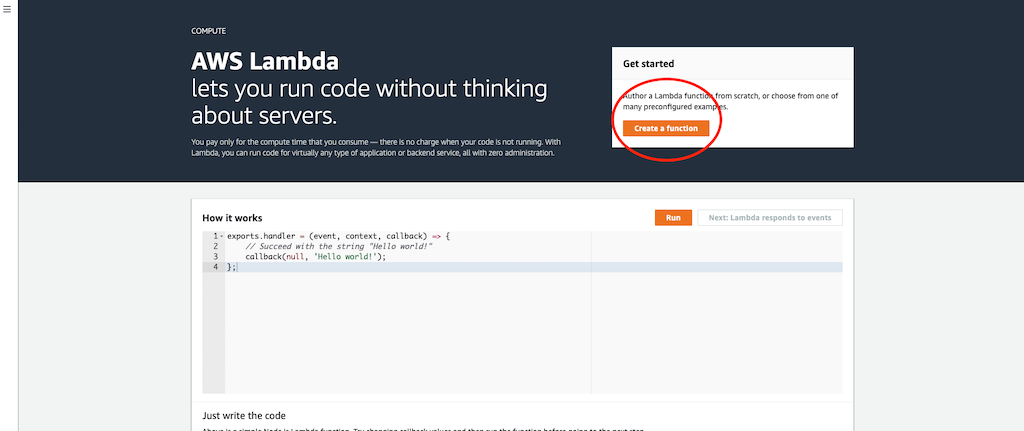 COMPUTE
AWS Lambda
lets you run code without thinking
about servers.
You pay only for the compute time that you consume — there is no charge when your code is not running. With
Lambda, you can run code for virtually any type of application or backend service, all with zero administration.
Get started
Author a Lambda function from scratch, or choose from one of
many preconfigured examples.
Create a function
How it works
Run
Next: Lambda responds to events
1 exports.handler = (event, context, callback) => {
2 // Succeed with the string "Hello world!"
3 callback(null, 'Hello world!');
4 };
Just write the code